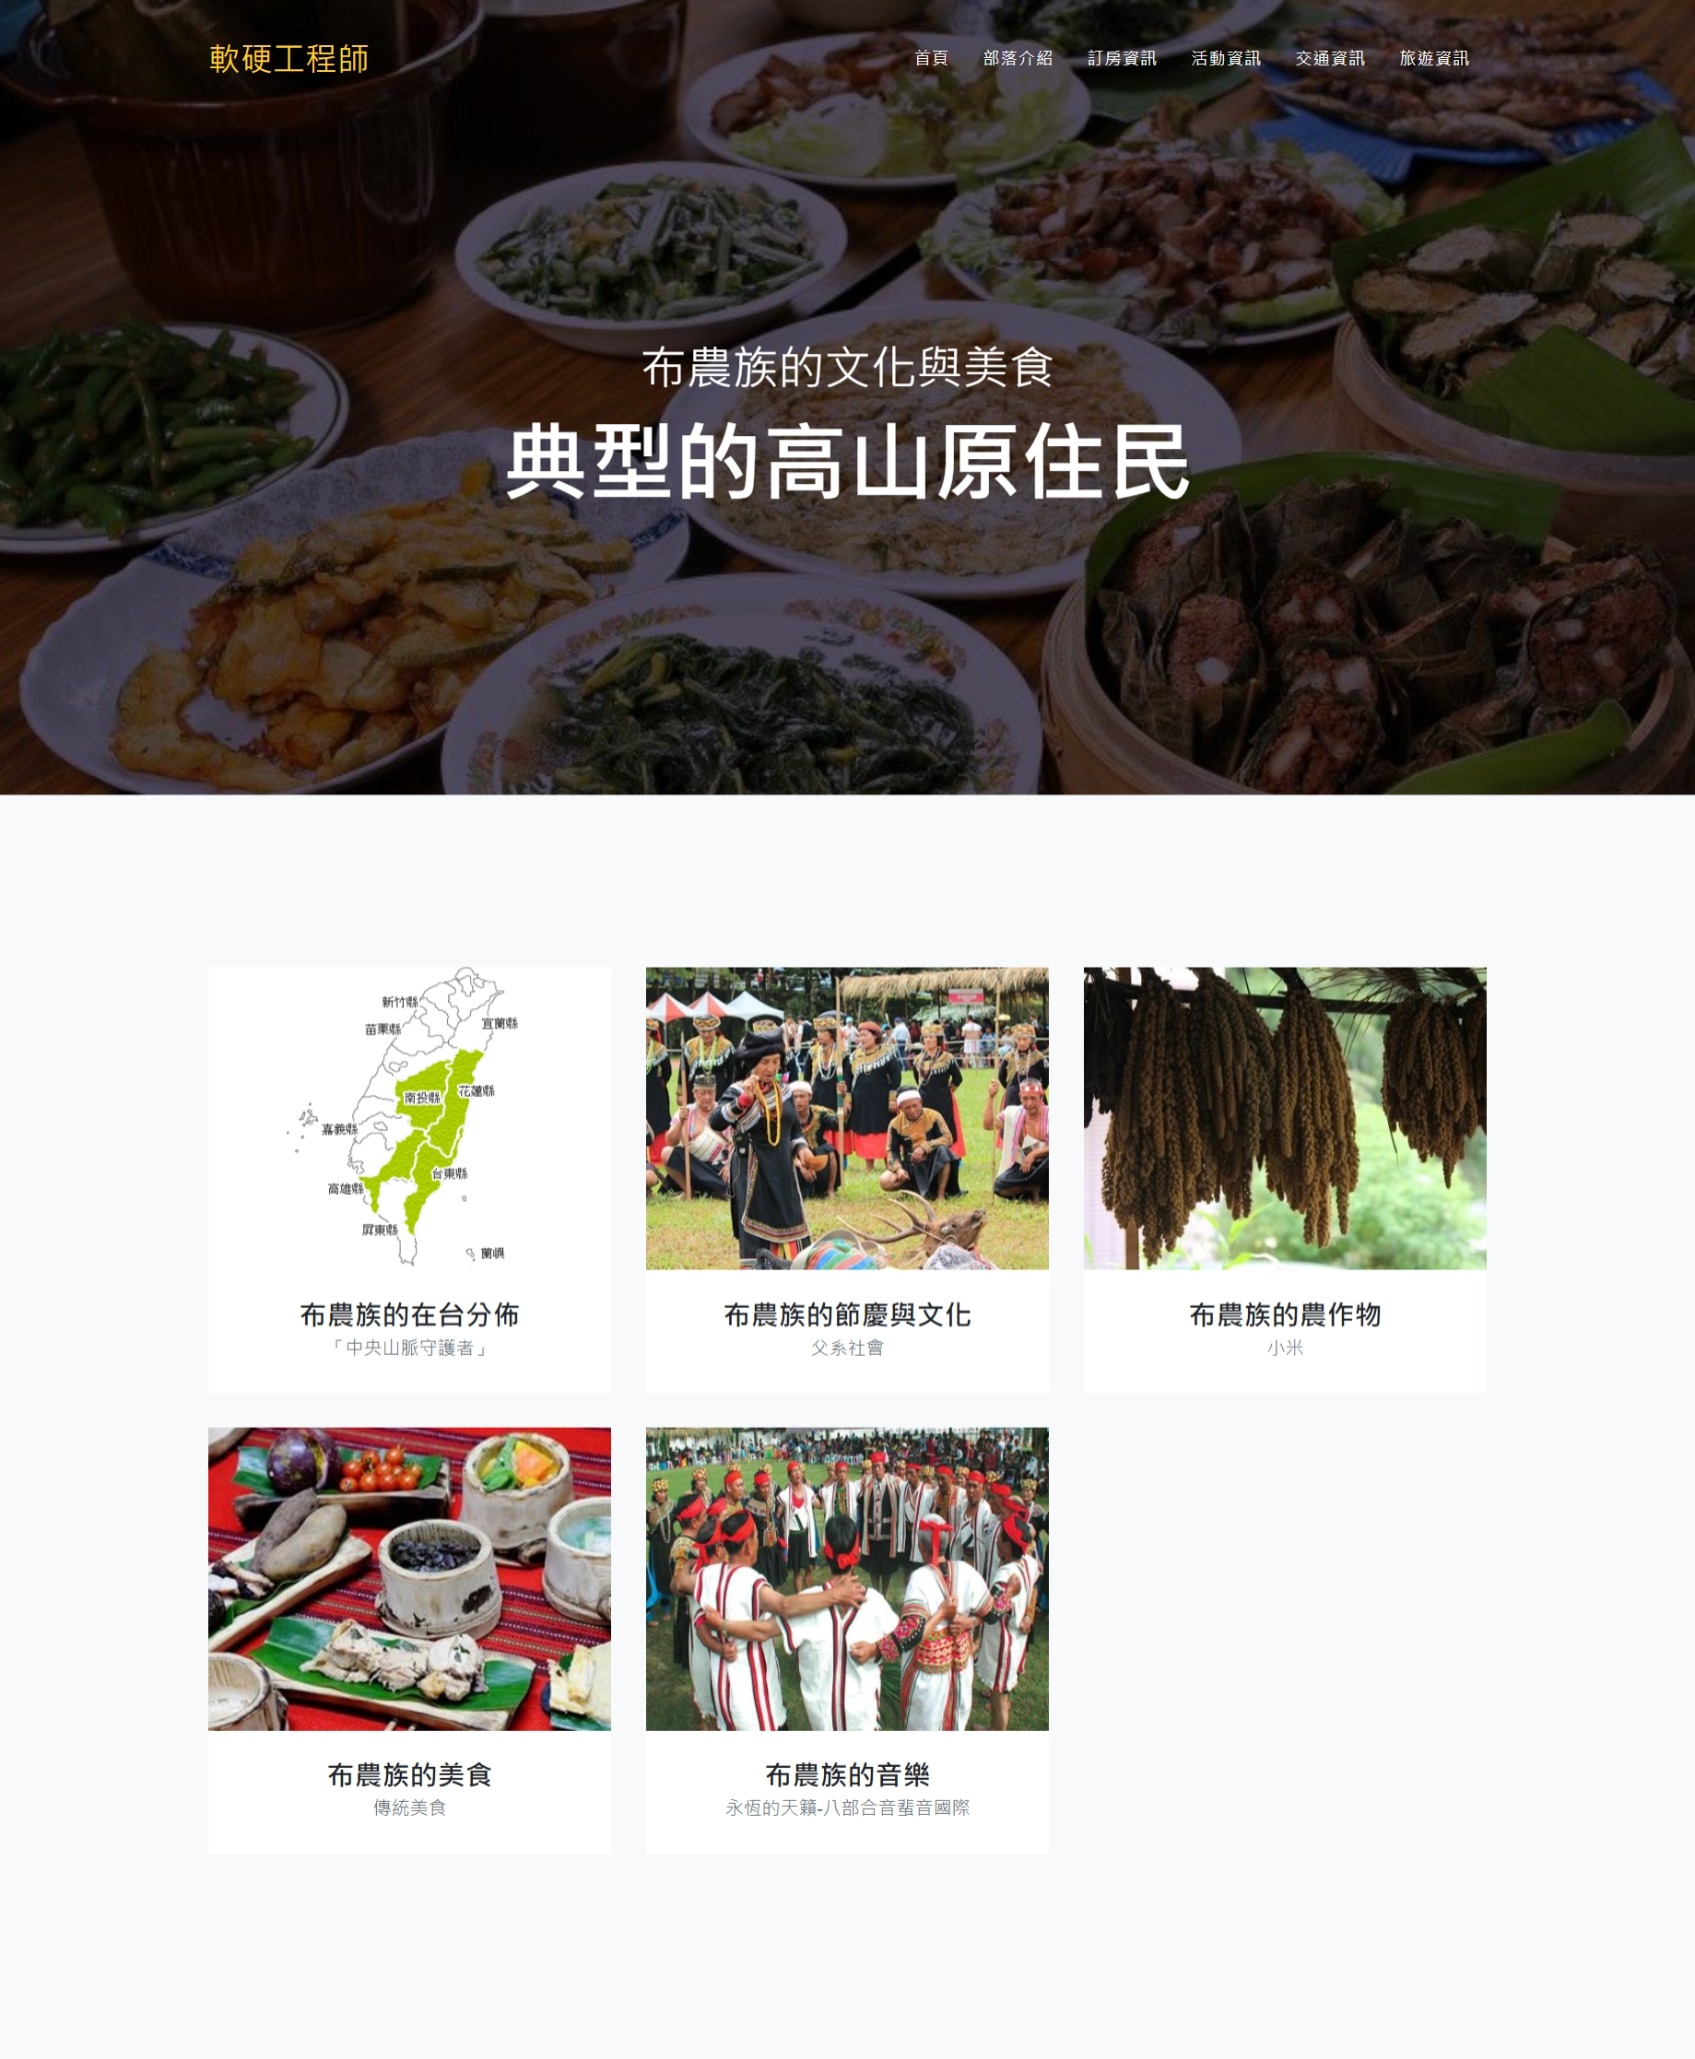 軟硬工程師
首頁 部落介紹 訂房資訊 活動資訊 交通資訊 旅遊資訊
布農族的文化與美食
典型的高山原住民
新竹縣
苗栗縣
宜蘭縣
南投縣
花蓮縣
嘉義縣
台東縣
高雄縣
屏東縣
蘭嶼
布農族的在台分佈
「中央山脈守護者」
布農族的節慶與文化
父系社會
布農族的農作物
小米
布農族的美食
傳統美食
布農族的音樂
永恆的天籟-八部合音蜚音國際